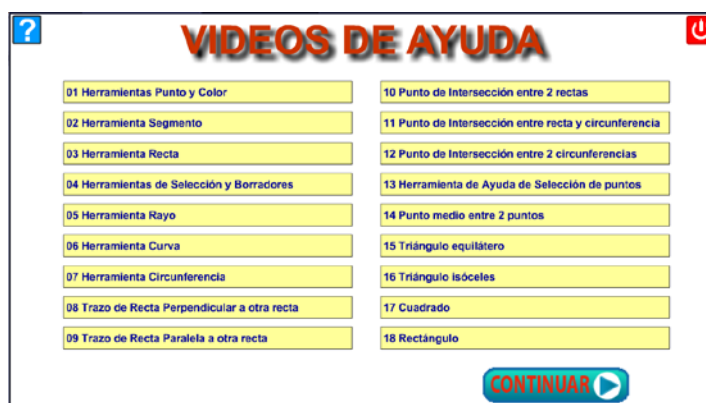 ?
VIDEOS DE AYUDA
01 Herramientas Punto y Color
02 Herramienta Segmento
03 Herramienta Recta
04 Herramientas de Selección y Borradores
05 Herramienta Rayo
06 Herramienta Curva
07 Herramienta Circunferencia
08 Trazo de Recta Perpendicular a otra recta
09 Trazo de Recta Paralela a otra recta
10 Punto de Intersección entre 2 rectas
11 Punto de Intersección entre recta y circunferencia
12 Punto de Intersección entre 2 circunferencias
13 Herramienta de Ayuda de Selección de puntos
14 Punto medio entre 2 puntos
15 Triángulo equilátero
16 Triángulo isóceles
17 Cuadrado
18 Rectángulo
CONTINUAR